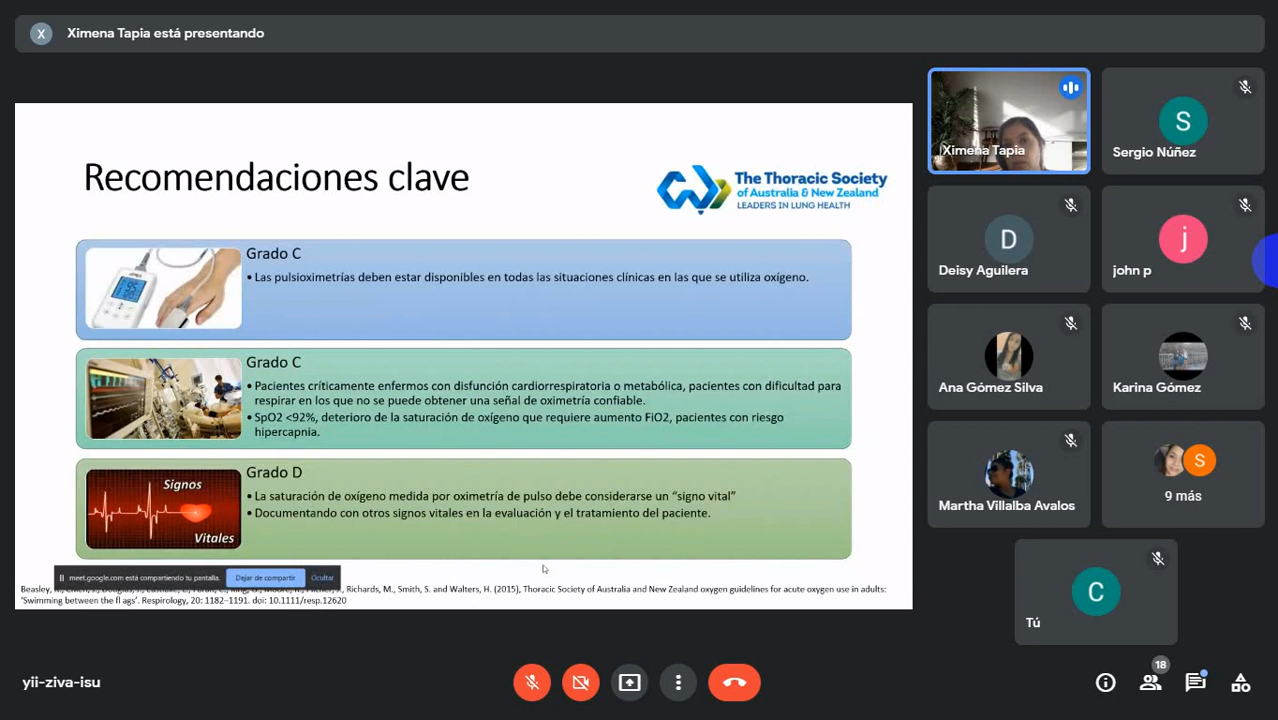 X
Ximena Tapia está presentando
Recomendaciones clave
The Thoracic Society
of Australia & New Zealand
LEADERS IN LUNG HEALTH
Grado C
• Las pulsioximetrías deben estar disponibles en todas las situaciones clínicas en las que se utiliza oxígeno.
Grado C
• Pacientes críticamente enfermos con disfunción cardiorrespiratoria o metabólica, pacientes con dificultad para
respirar en los que no se puede obtener una señal de oximetría confiable.
• SpO2 <92%, deterioro de la saturación de oxígeno que requiere aumento FiO2, pacientes con riesgo
hipercapnia.
Signos
Vitales
Grado D
• La saturación de oxígeno medida por oximetría de pulso debe considerarse un “signo vital”
• Documentando con otros signos vitales en la evaluación y el tratamiento del paciente.
meet.google.com está compartiendo tu pantalla.
Dejar de compartir
Ocultar
Beasley, Richards, M., Smith, S. and Walters, H. (2015), Thoracic Society of Australia and New Zealand oxygen guidelines for acute oxygen use in adults:
‘Swimming between the fl ags’. Respirology, 20: 1182–1191. doi: 10.1111/resp.12620
Ximena Tapia
S
Sergio Núñez
D
Deisy Aguilera
j
john p
Ana Gómez Silva
Karina Gómez
Martha Villalba Avalos
S
9 más
C
Tú
yii-ziva-isu
18